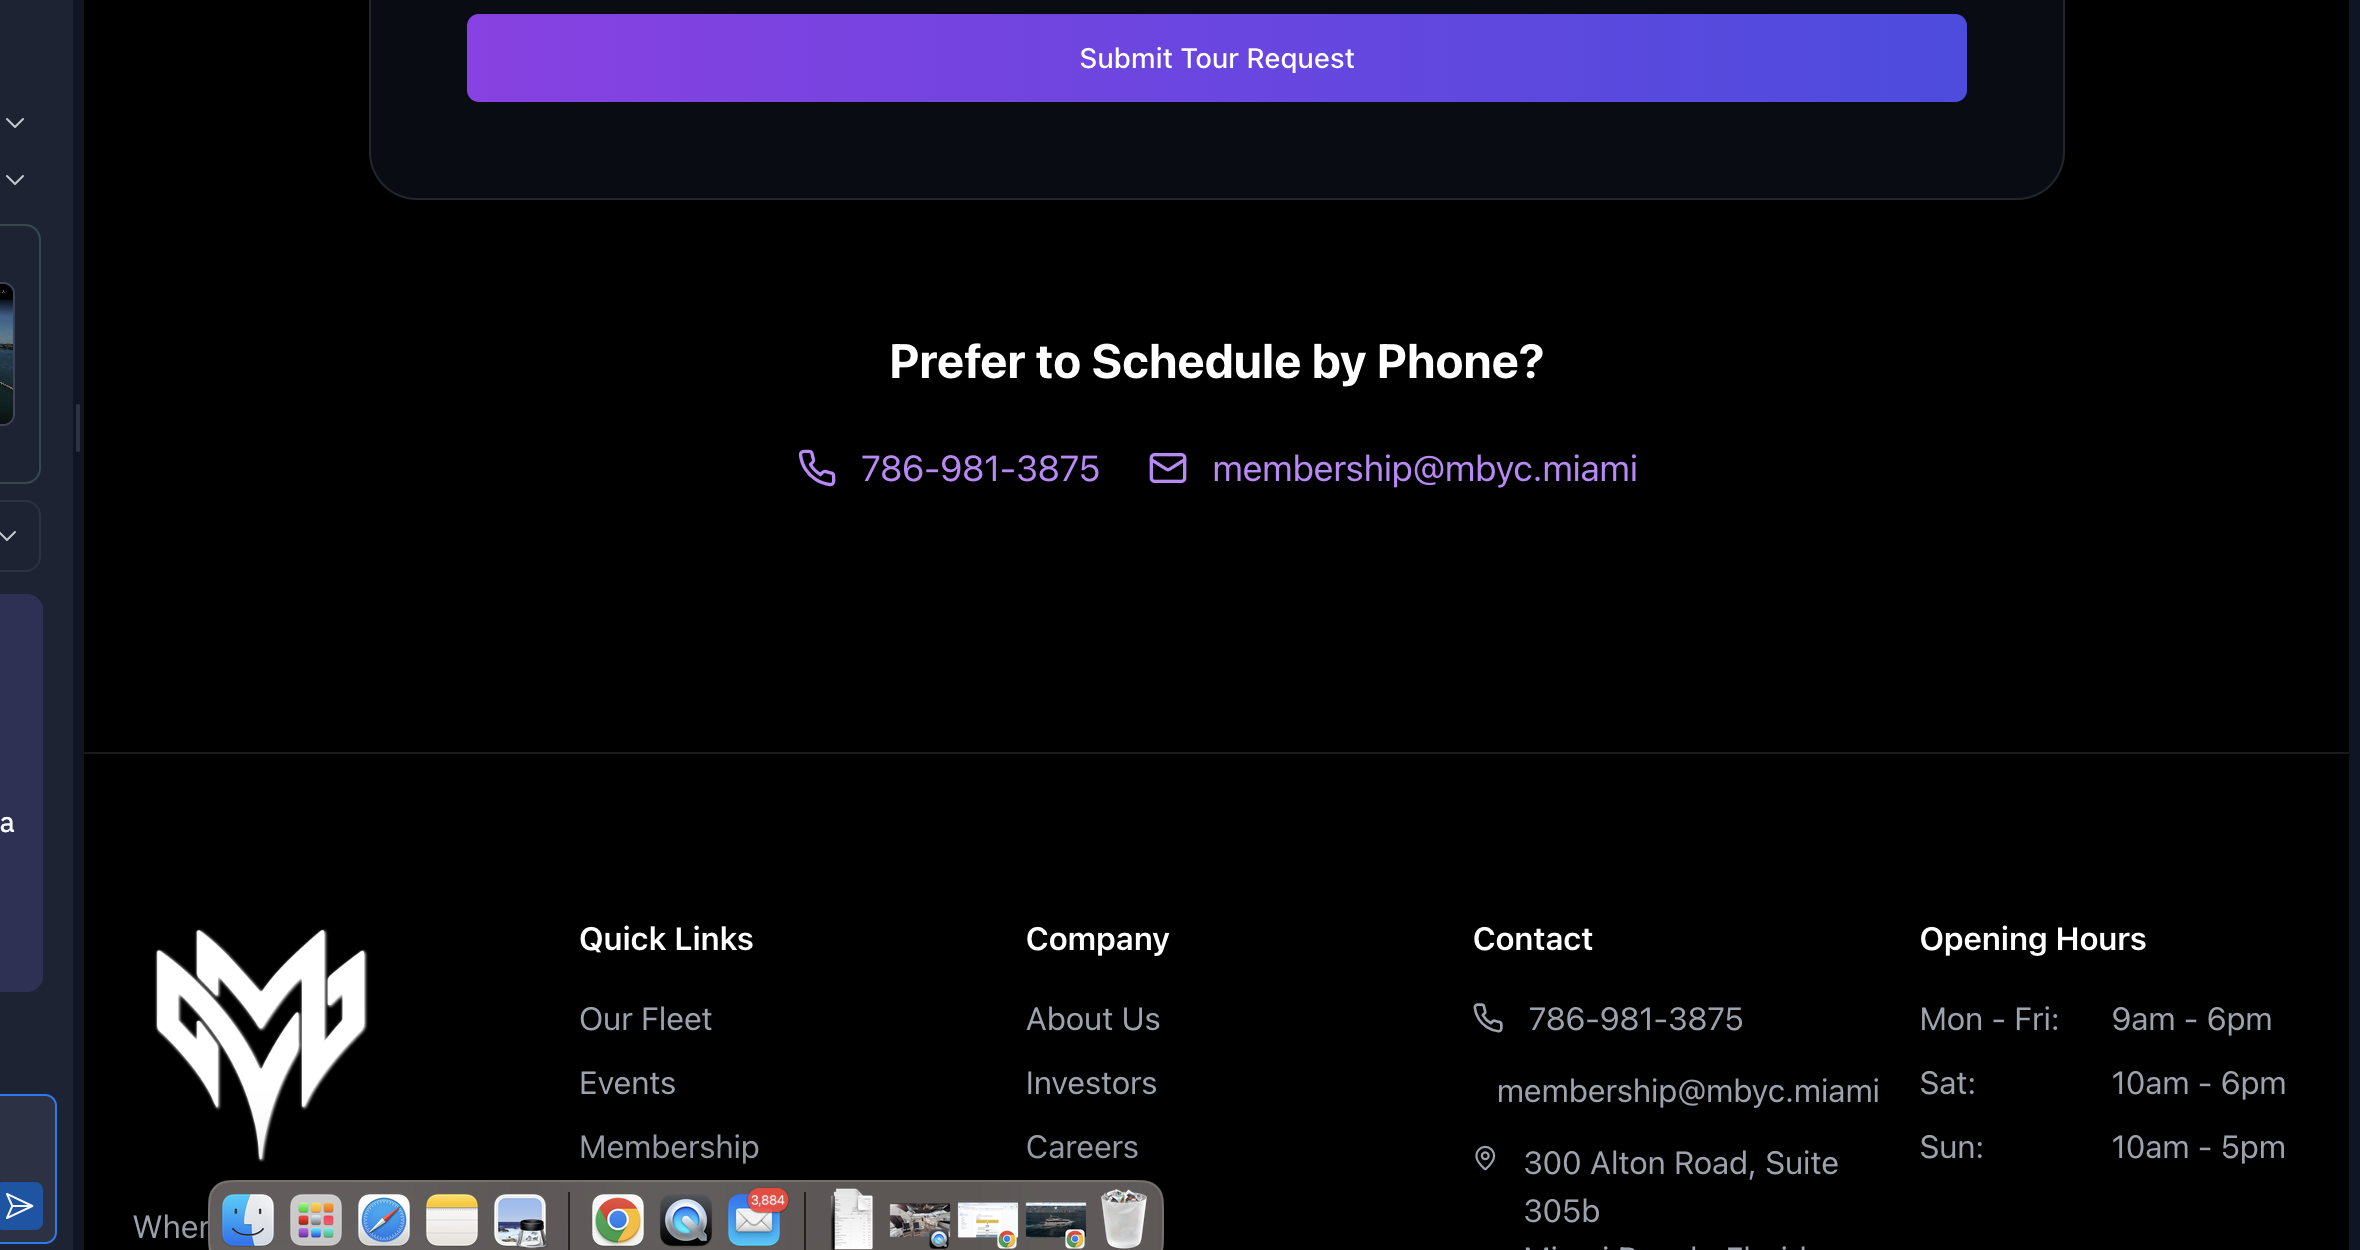 Submit Tour Request
Prefer to Schedule by Phone?
786-981-3875 membership@mbyc.miami
a
Quick Links
Our Fleet
Events
Membership
Company
About Us
Investors
Careers
Contact
786-981-3875
membership@mbyc.miami
300 Alton Road, Suite
305b
Opening Hours
Mon - Fri: 9am - 6pm
Sat: 10am - 6pm
Sun: 10am - 5pm
Wher
3,884